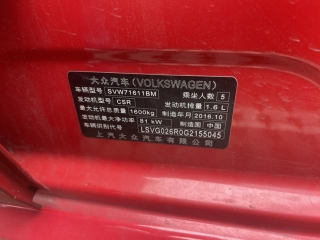 大众汽车(VOLKSWAGEN)
车辆型号 SVW71611BM 乘坐人数 5
发动机型号 CSR 发动机排量 1.6 L
最大允许总质量 1600kg 制造年月 2016.10
发动机最大净功率 81 kW 制造国 中国
车辆识别代号 LSVG026R0G2155045
上汽大众汽车有限公司